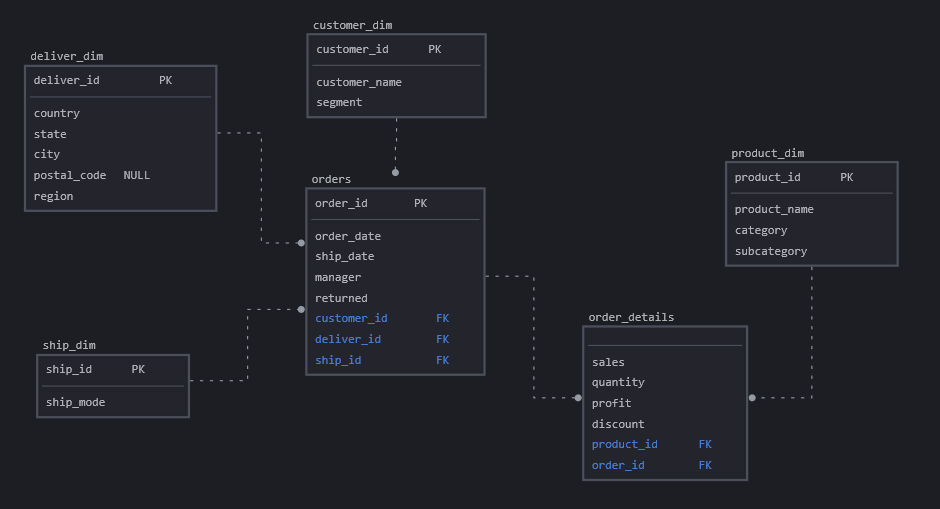 customer_dim
customer_id PK
customer_name
segment
deliver_dim
deliver_id PK
country
state
city
postal_code NULL
region
orders
order_id PK
order_date
ship_date
manager
returned
customer_id FK
deliver_id FK
ship_id FK
product_dim
product_id PK
product_name
category
subcategory
ship_dim
ship_id PK
ship_mode
order_details
sales
quantity
profit
discount
product_id FK
order_id FK